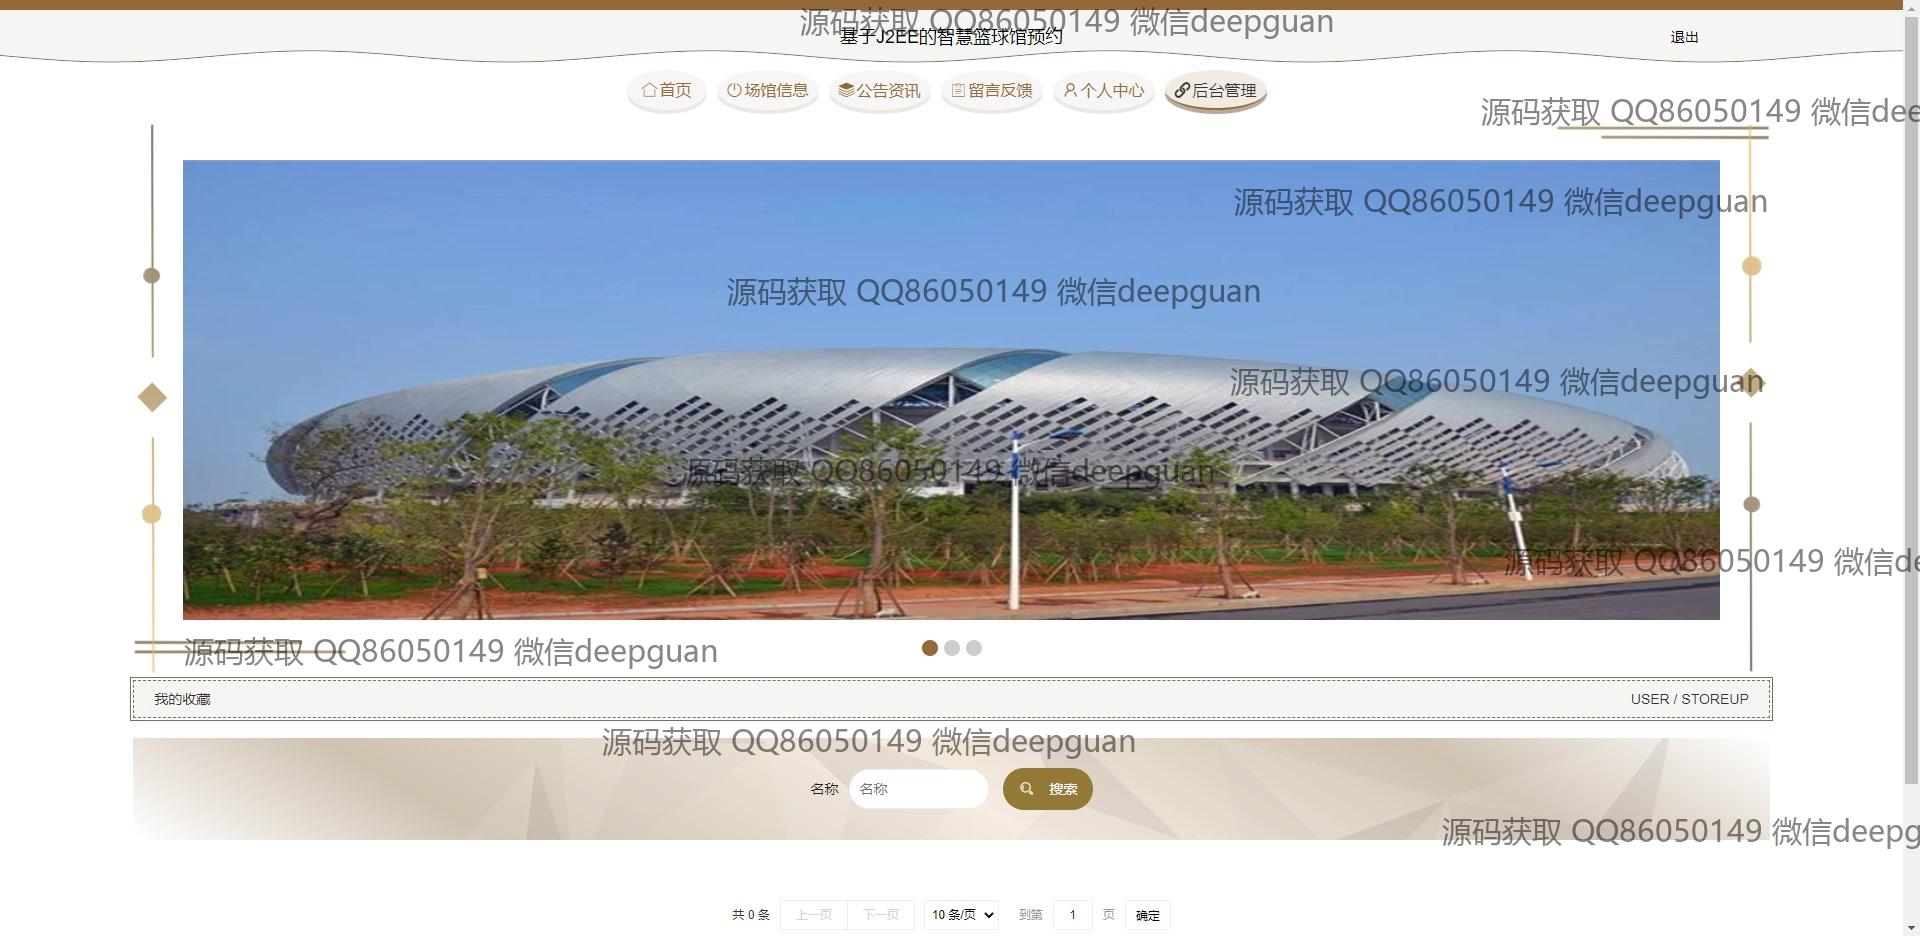 源码获取 QQ86050149 微信deepguan
基于J2EE的智慧篮球馆预约
退出
首页 场馆信息 公告资讯 留言反馈 个人中心 后台管理
源码获取 QQ86050149 微信dee
源码获取 QQ86050149 微信deepguan
源码获取 QQ86050149 微信deepguan
源码获取 QQ86050149 微信deepguan
源码获取 QQ86050149 微信deepguan
源码获取 QQ86050149 微信de
源码获取 QQ86050149 微信deepguan
我的收藏 USER / STOREUP
源码获取 QQ86050149 微信deepguan
名称 名称 搜索
源码获取 QQ86050149 微信deepg
共 0 条 上一页 下一页 10 条/页 到第 1 页 确定